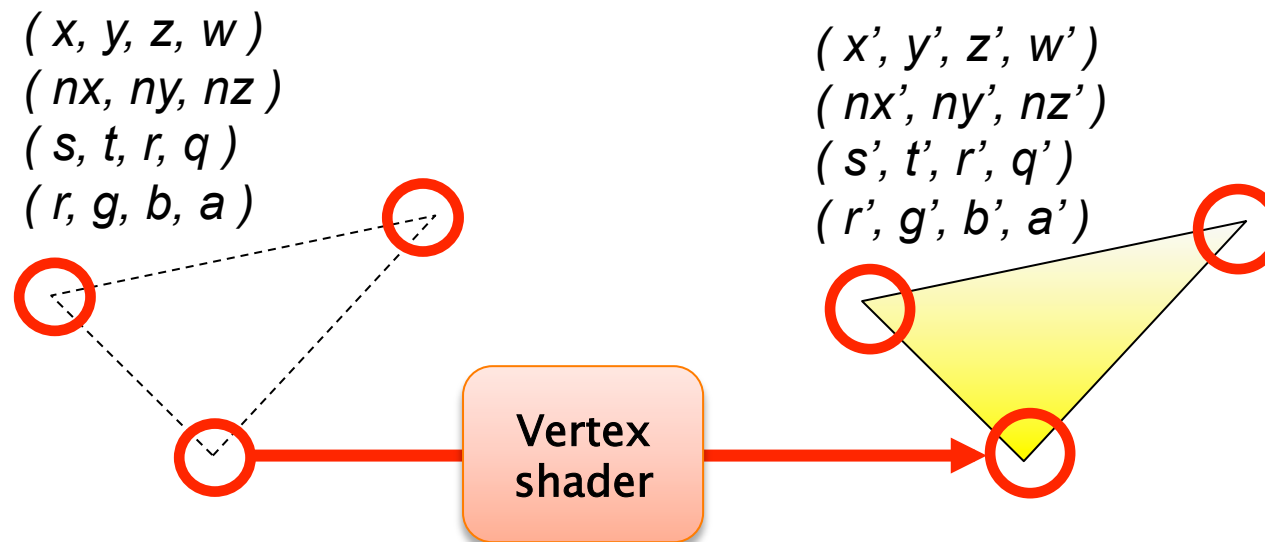 ( x, y, z, w )
( nx, ny, nz )
( s, t, r, q )
( r, g, b, a )
( x’, y’, z’, w’ )
( nx’, ny’, nz’ )
( s’, t’, r’, q’ )
( r’, g’, b’, a’ )
Vertex
shader